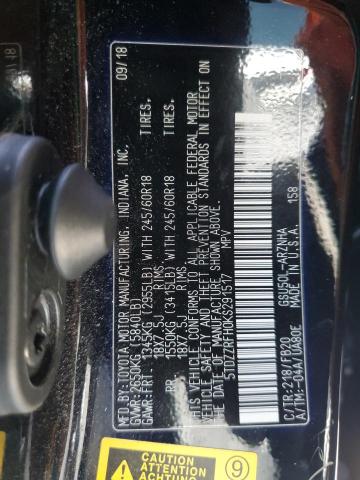 MFD. BY: TOYOTA MOTOR MANUFACTURING, INDIANA, INC. 09/18
GVWR: 2650KG (5840LB)
GAWR: FRT. 1345KG (2955LB) WITH 245/60R18 TIRES.
18X7.5J RIMS
RR. 1550KG (3415LB) WITH 245/60R18 TIRES.
18X7.5J RIMS
THIS VEHICLE CONFORMS TO ALL APPLICABLE FEDERAL MOTOR
VEHICLE SAFETY AND THEFT PREVENTION STANDARDS IN EFFECT
ON THE DATE OF MANUFACTURE SHOWN ABOVE.
5TDZZRFH0KS291517 MPV
C/TR: 218/FB20 GSU50L-ARZNHA 158
A/TM: -04A/UA80E MADE IN U.S.A.
CAUTION
ATTENTION
ACHTUNG
9